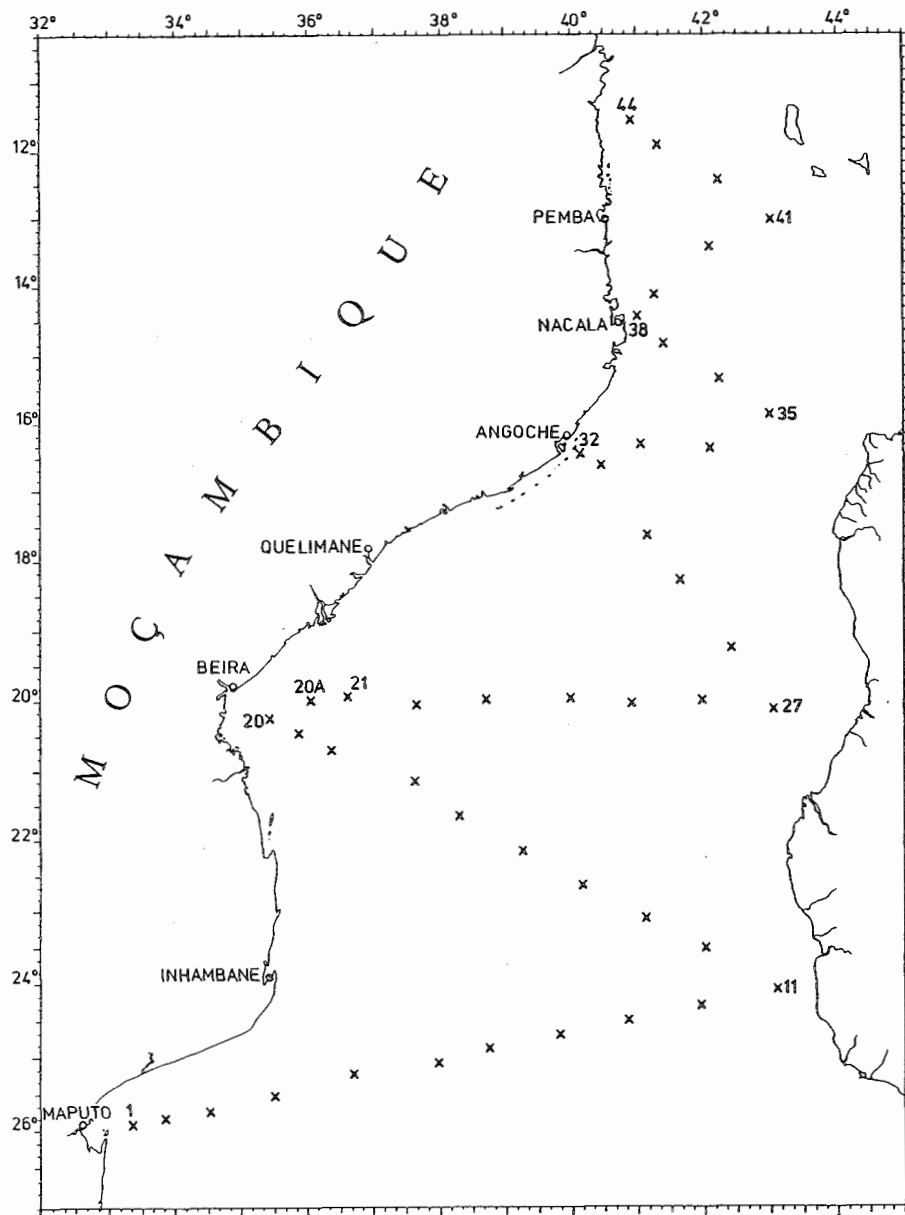 32° 34° 36° 38° 40° 42° 44°
44
12°
PEMBA
41
14°
NACALA
38
35
16°
ANGOCHE
32
18°
QUELIMANE
BEIRA
20A 21
20°
20
27
22°
INHAMBANE
24°
11
MAPUTO 1
26°
MOÇAMBIQUE